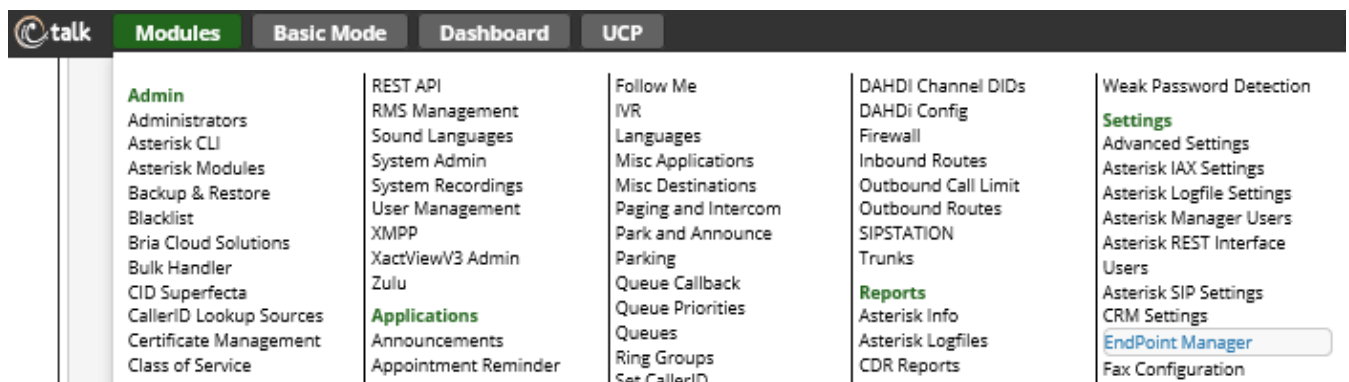 talk Modules Basic Mode Dashboard UCP
Admin
Administrators
Asterisk CLI
Asterisk Modules
Backup & Restore
Blacklist
Bria Cloud Solutions
Bulk Handler
CID Superfecta
CallerID Lookup Sources
Certificate Management
Class of Service
REST API
RMS Management
Sound Languages
System Admin
System Recordings
User Management
XMPP
XactViewV3 Admin
Zulu
Applications
Announcements
Appointment Reminder
Follow Me
IVR
Languages
Misc Applications
Misc Destinations
Paging and Intercom
Park and Announce
Parking
Queue Callback
Queue Priorities
Queues
Ring Groups
Set CallerID
DAHDI Channel DIDs
DAHDi Config
Firewall
Inbound Routes
Outbound Call Limit
Outbound Routes
SIPSTATION
Trunks
Reports
Asterisk Info
Asterisk Logfiles
CDR Reports
Weak Password Detection
Settings
Advanced Settings
Asterisk IAX Settings
Asterisk Logfile Settings
Asterisk Manager Users
Asterisk REST Interface
Users
Asterisk SIP Settings
CRM Settings
EndPoint Manager
Fax Configuration